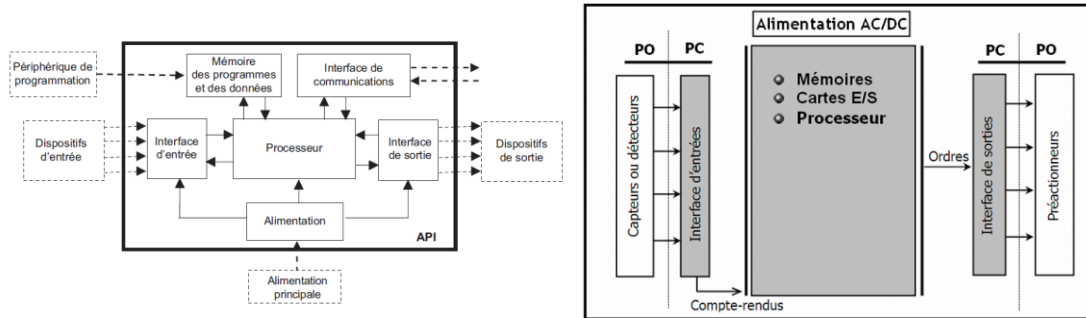 Périphérique de
programmation
Mémoire
des programmes
et des données
Interface de
communications
Dispositifs
d'entrée
Interface
d'entrée
Processeur
Interface
de sortie
Dispositifs
de sortie
Alimentation
API
Alimentation
principale
Alimentation AC/DC
PO
PC
PC
PO
Capteurs ou détecteurs
Interface d'entrées
Mémoires
Cartes E/S
Processeur
Ordres
Interface de sorties
Préactionneurs
Compte-rendus